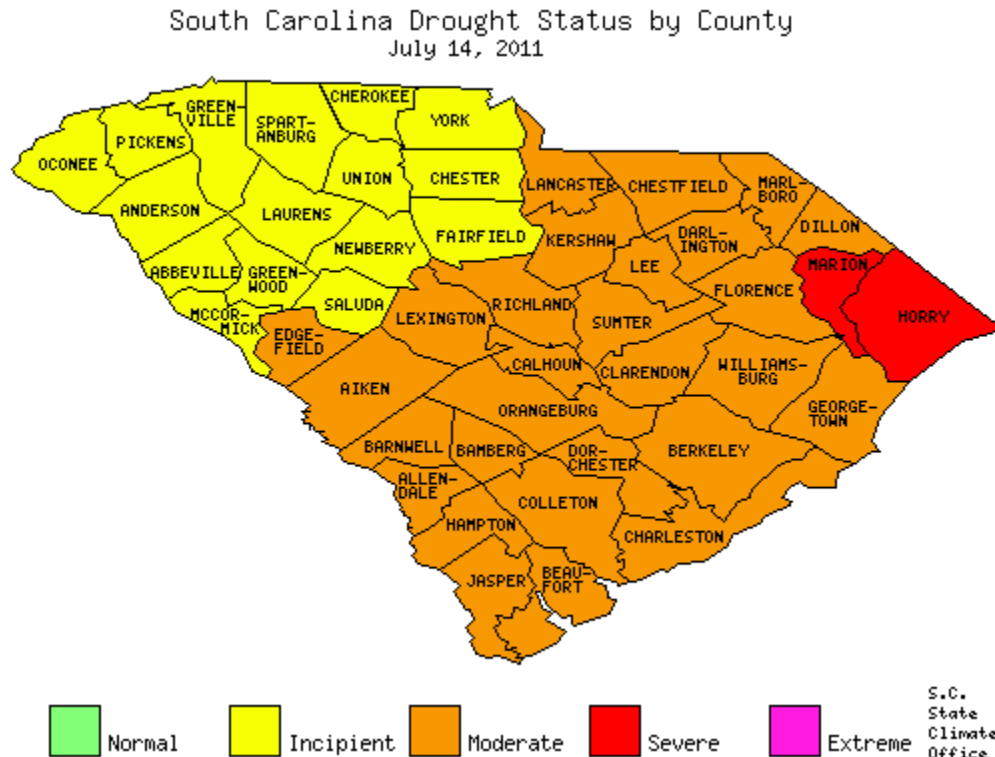 South Carolina Drought Status by County
July 14, 2011
CHEROKEE
GREEN-
VILLE
SPART-
ANBURG
YORK
PICKENS
OCONEE
UNION
CHESTER
LANCASTER
CHESTFIELD
MARL-
BORO
ANDERSON
LAURENS
NEWBERRY
FAIRFIELD
KERSHAW
DARL-
INGTON
DILLON
ABBEVILLE
GREEN-
WOOD
LEE
MARION
SALUDA
MCCOR-
MICK
EDGE-
FIELD
LEXINGTON
RICHLAND
SUMTER
FLORENCE
HORRY
AIKEN
CALHOUN
CLARENDON
WILLIAMS-
BURG
ORANGEBURG
GEORGE-
TOWN
BARNWELL
BAMBERG
DOR-
CHESTER
BERKELEY
ALLEN-
DALE
COLLETON
HAMPTON
CHARLESTON
JASPER
BEAU-
FORT
Normal
Incipient
Moderate
Severe
Extreme
S.C.
State
Climate
Office